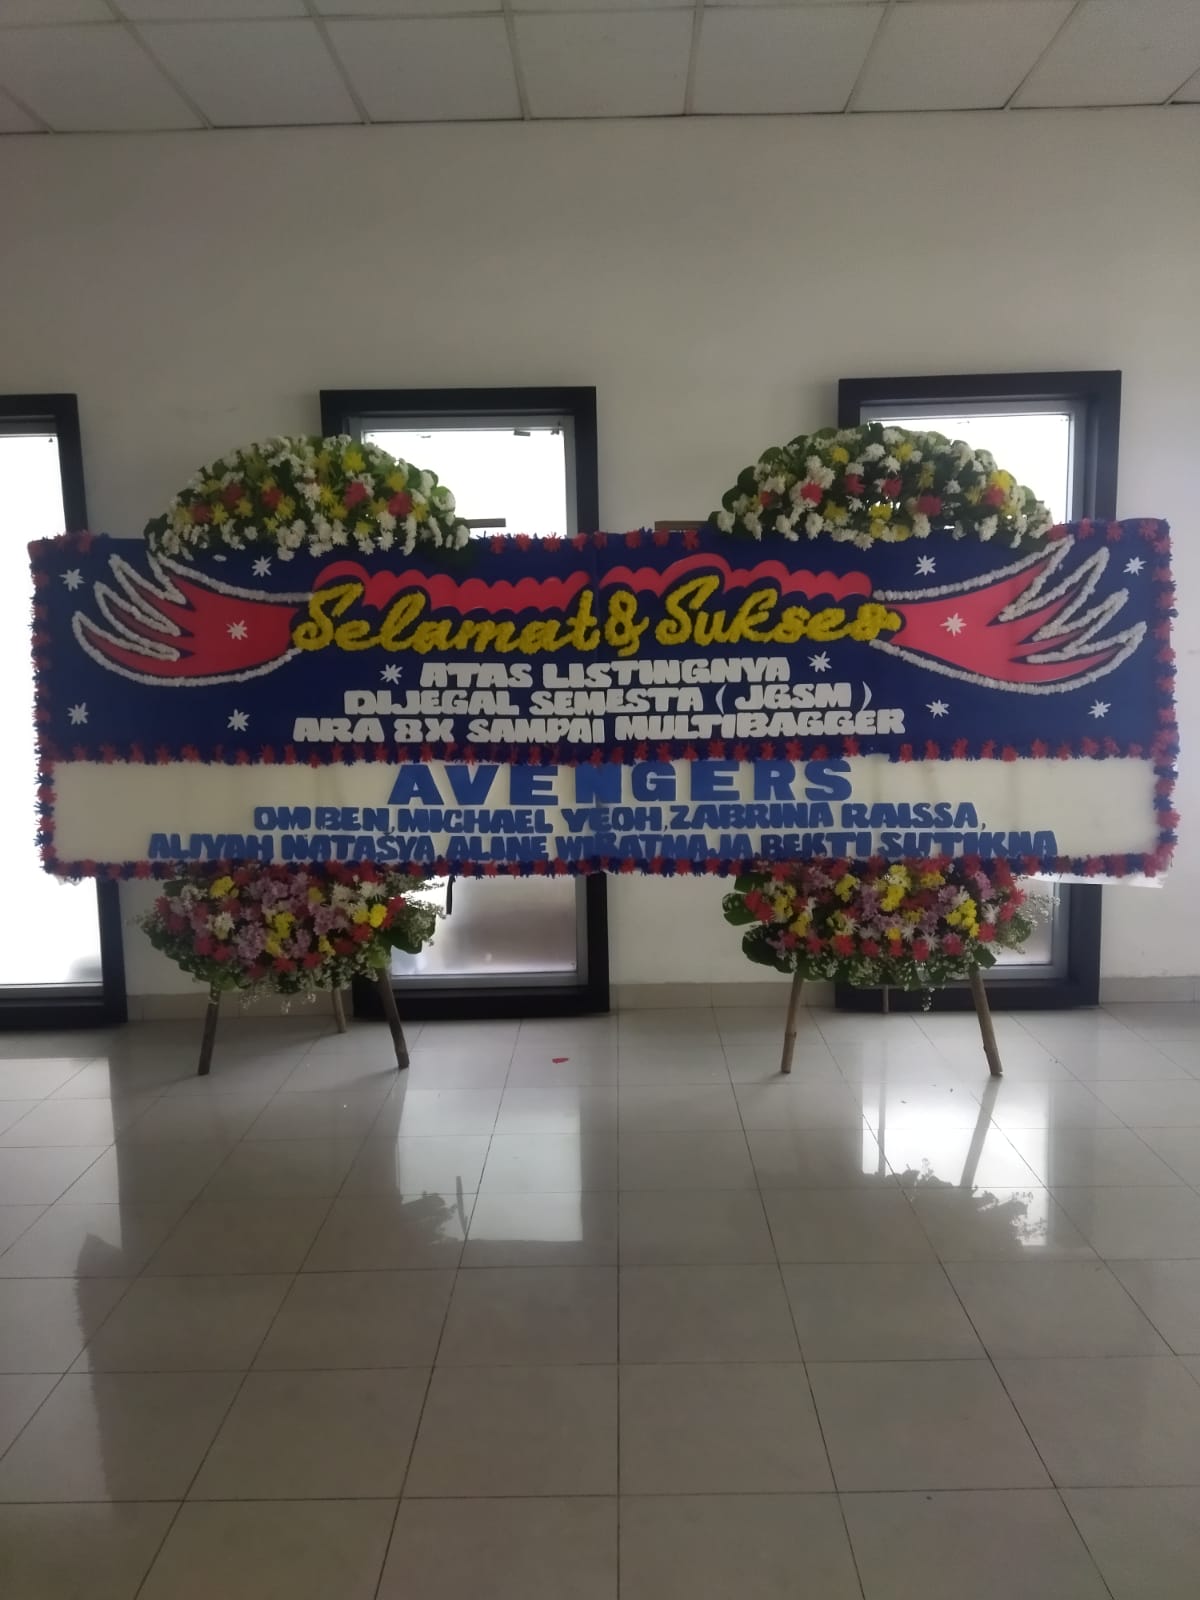 Selamat & Sukses
ATAS LISTINGNYA
DIJEGAL SEMESTA (JGSM)
ARA 8X SAMPAI MULTIBAGGER
AVENGERS
OM BEN, MICHAEL YEOH, ZABRINA RAISSA,
ALIYAH NATASYA ALINE WIRATMAJA BEKTI SUTIKNA